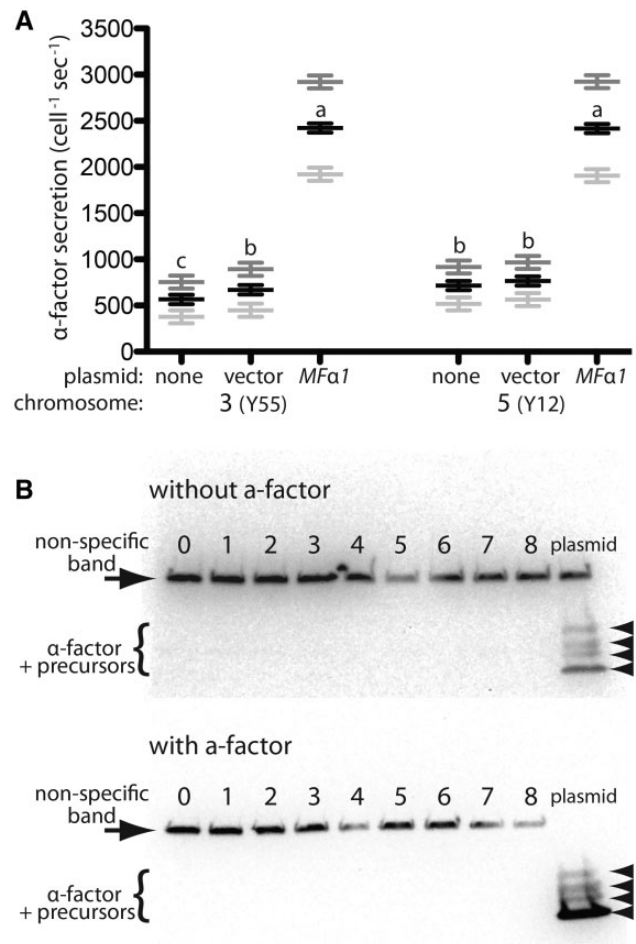 A
α-factor secretion (cell⁻¹ sec⁻¹)
3500
3000
2500
2000
1500
1000
500
0
c
b
a
b
b
a
plasmid: none vector MFα1 none vector MFα1
chromosome: 3 (Y55) 5 (Y12)
B
without a-factor
non-specific
band
0 1 2 3 4 5 6 7 8 plasmid
α-factor
+ precursors
with a-factor
non-specific
band
0 1 2 3 4 5 6 7 8 plasmid
α-factor
+ precursors